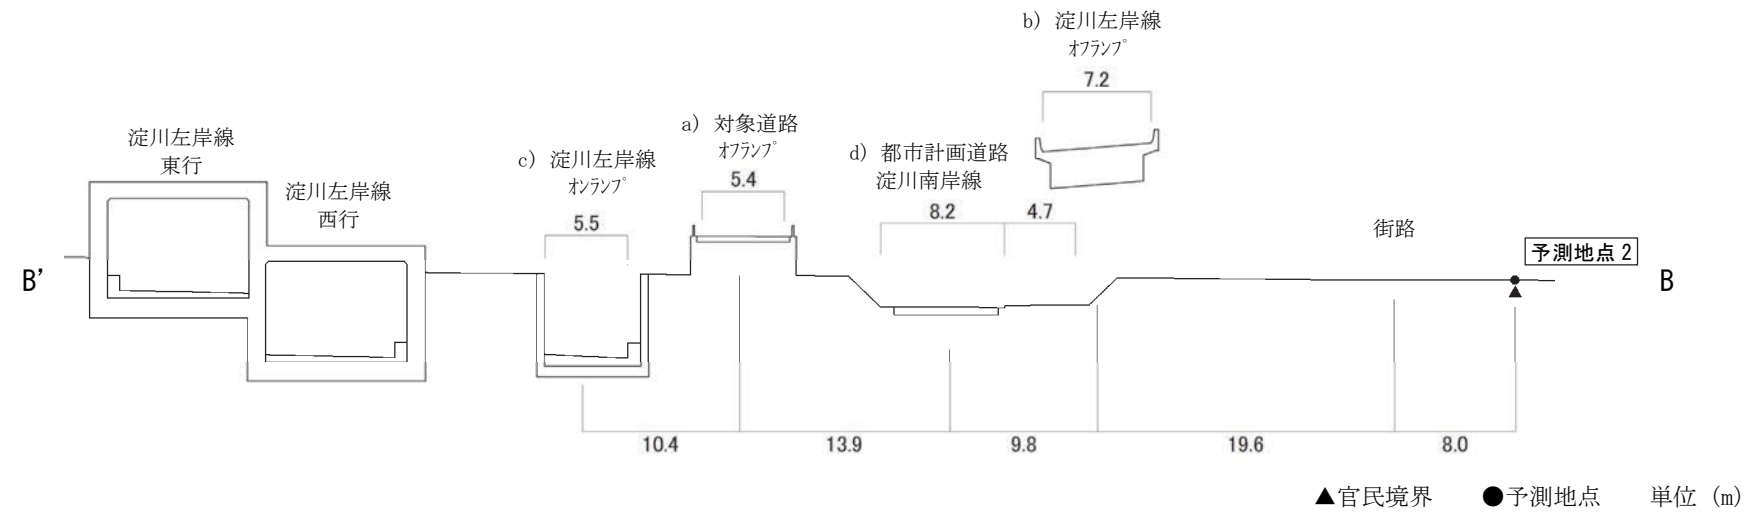 b) 淀川左岸線
ｵﾌﾗﾝﾌﾟ
7.2
淀川左岸線
東行
淀川左岸線
西行
c) 淀川左岸線
ｵﾝﾗﾝﾌﾟ
5.5
a) 対象道路
ｵﾌﾗﾝﾌﾟ
5.4
d) 都市計画道路
淀川南岸線
8.2 4.7
街路
予測地点 2
B’ B
10.4 13.9 9.8 19.6 8.0
▲官民境界 ●予測地点 単位 (m)